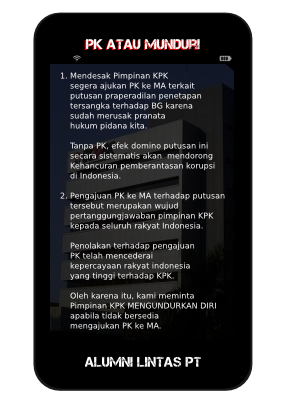 PK ATAU MUNDUR!
1. Mendesak Pimpinan KPK
segera ajukan PK ke MA terkait
putusan praperadilan penetapan
tersangka terhadap BG karena
sudah merusak pranata
hukum pidana kita.
Tanpa PK, efek domino putusan ini
secara sistematis akan mendorong
Kehancuran pemberantasan korupsi
di Indonesia.
2. Pengajuan PK ke MA terhadap putusan
tersebut merupakan wujud
pertanggungjawaban pimpinan KPK
kepada seluruh rakyat Indonesia.
Penolakan terhadap pengajuan
PK telah mencederai
kepercayaan rakyat indonesia
yang tinggi terhadap KPK.
Oleh karena itu, kami meminta
Pimpinan KPK MENGUNDURKAN DIRI
apabila tidak bersedia
mengajukan PK ke MA.
ALUMNI LINTAS PT